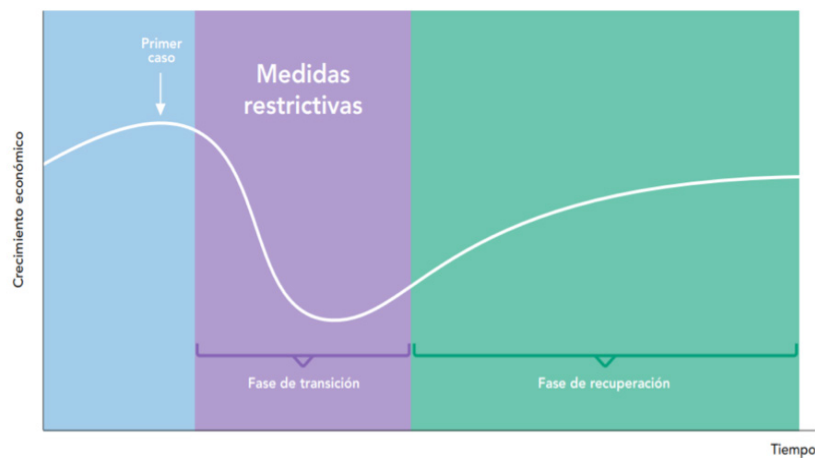 Primer
caso
Medidas
restrictivas
Crecimiento económico
Fase de transición
Fase de recuperación
Tiempo